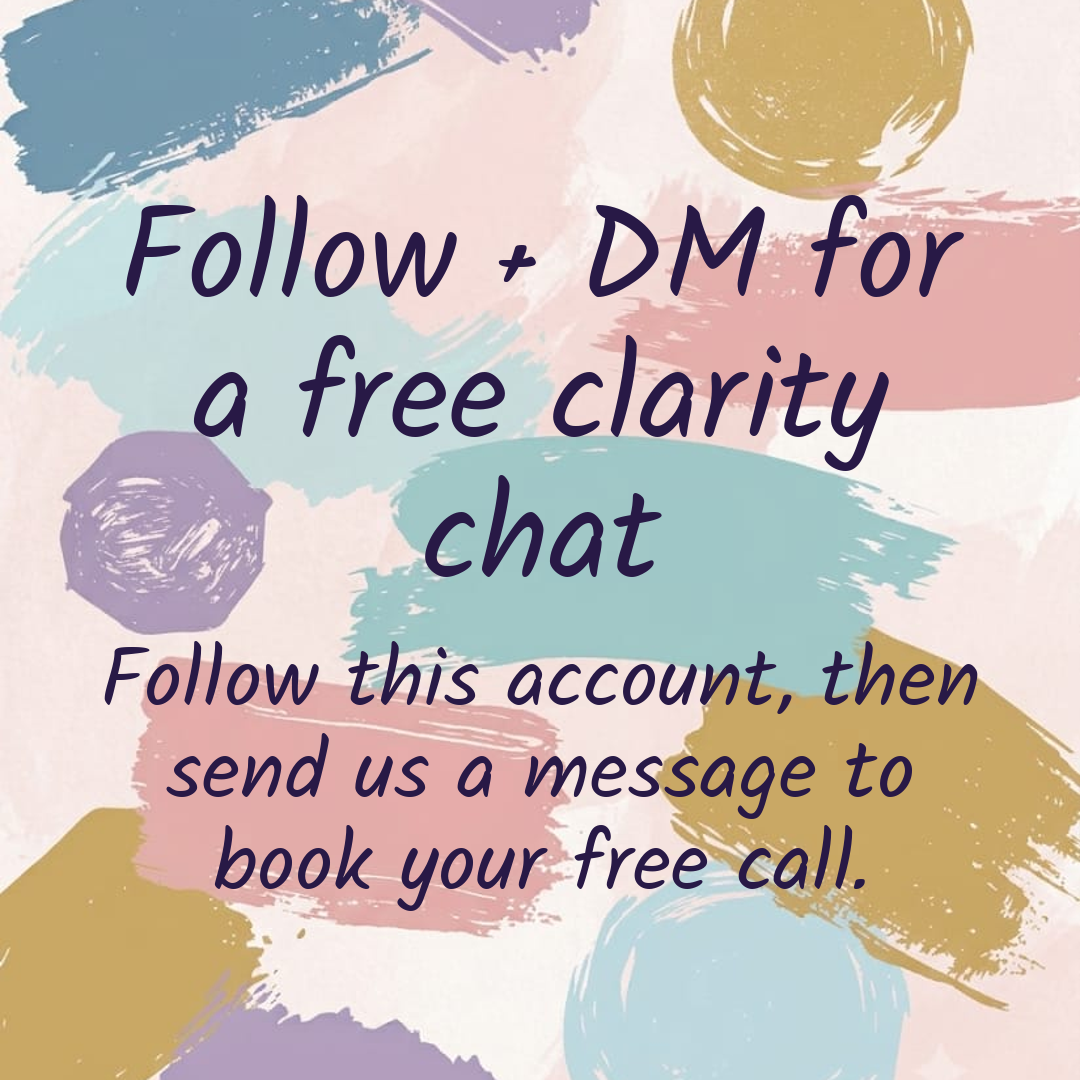 Follow + DM for
a free clarity
chat
Follow this account, then
send us a message to
book your free call.